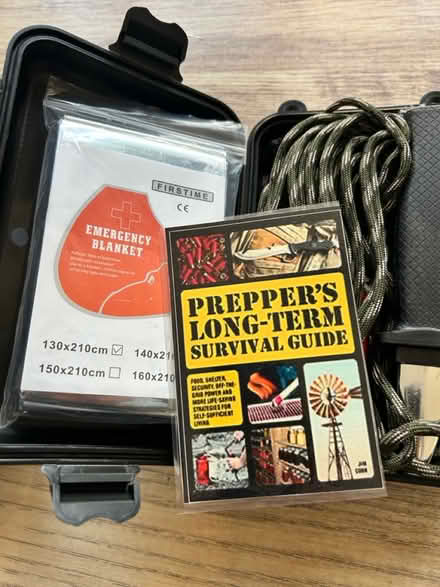 FIRSTIME
CE
EMERGENCY
BLANKET
130x210cm ☑ 140x21
150x210cm ☐ 160x210
PREPPER'S
LONG-TERM
SURVIVAL GUIDE
FOOD, SHELTER,
SECURITY, OFF-THE-
GRID POWER AND
MORE LIFE-SAVING
STRATEGIES FOR
SELF-SUFFICIENT
LIVING
JIM
COBB